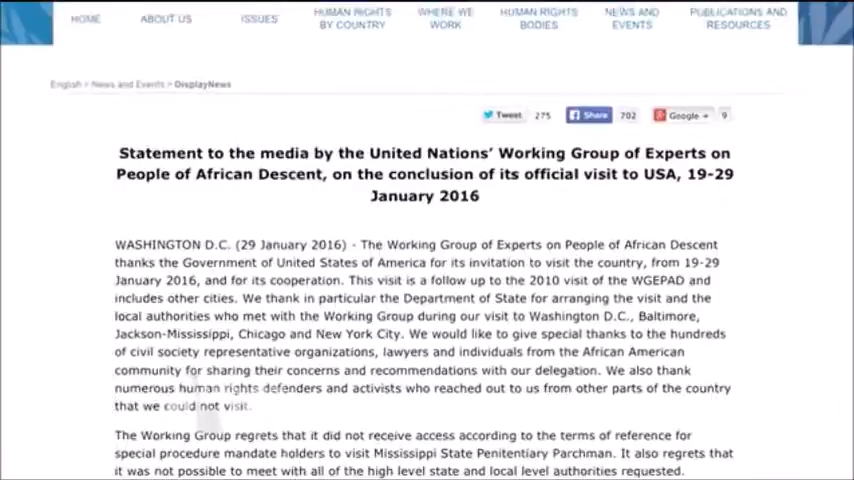 HOME
ABOUT US
ISSUES
HUMAN RIGHTS
BY COUNTRY
WHERE WE
WORK
HUMAN RIGHTS
BODIES
NEWS AND
EVENTS
PUBLICATIONS AND
RESOURCES
English > News and Events > DisplayNews
Tweet 275 Share 702 Google + 9
Statement to the media by the United Nations’ Working Group of Experts on
People of African Descent, on the conclusion of its official visit to USA, 19-29
January 2016
WASHINGTON D.C. (29 January 2016) - The Working Group of Experts on People of African Descent
thanks the Government of United States of America for its invitation to visit the country, from 19-29
January 2016, and for its cooperation. This visit is a follow up to the 2010 visit of the WGEPAD and
includes other cities. We thank in particular the Department of State for arranging the visit and the
local authorities who met with the Working Group during our visit to Washington D.C., Baltimore,
Jackson-Mississippi, Chicago and New York City. We would like to give special thanks to the hundreds
of civil society representative organizations, lawyers and individuals from the African American
community for sharing their concerns and recommendations with our delegation. We also thank
numerous human rights defenders and activists who reached out to us from other parts of the country
that we could not visit.
The Working Group regrets that it did not receive access according to the terms of reference for
special procedure mandate holders to visit Mississippi State Penitentiary Parchman. It also regrets that
it was not possible to meet with all of the high level state and local level authorities requested.